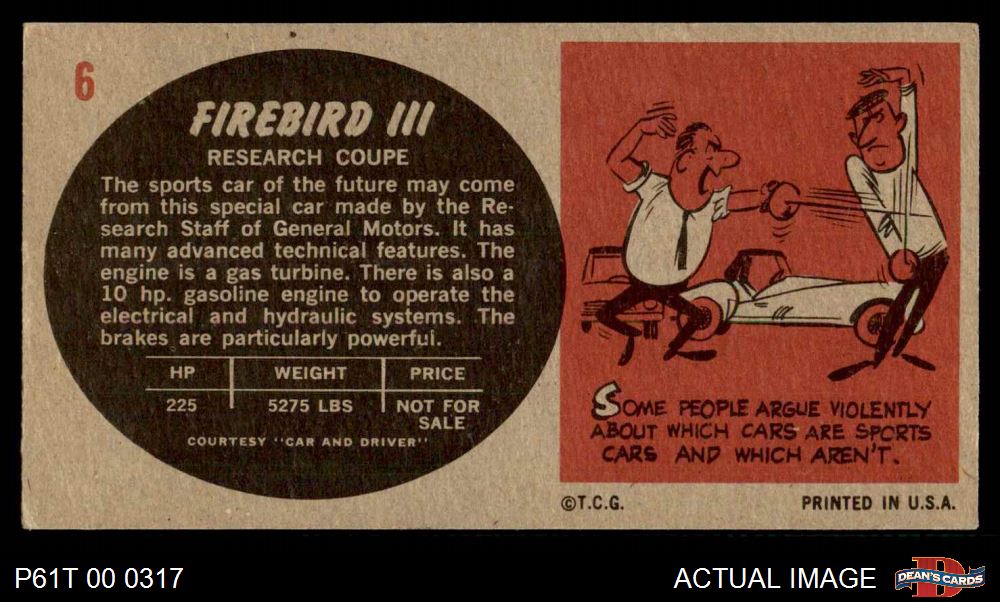 6
FIREBIRD III
RESEARCH COUPE
The sports car of the future may come
from this special car made by the Re-
search Staff of General Motors. It has
many advanced technical features. The
engine is a gas turbine. There is also a
10 hp. gasoline engine to operate the
electrical and hydraulic systems. The
brakes are particularly powerful.
HP WEIGHT PRICE
225 5275 LBS NOT FOR
SALE
COURTESY "CAR AND DRIVER"
SOME PEOPLE ARGUE VIOLENTLY
ABOUT WHICH CARS ARE SPORTS
CARS AND WHICH AREN'T.
©T.C.G. PRINTED IN U.S.A.
P61T 00 0317 ACTUAL IMAGE D DEAN'S CARDS